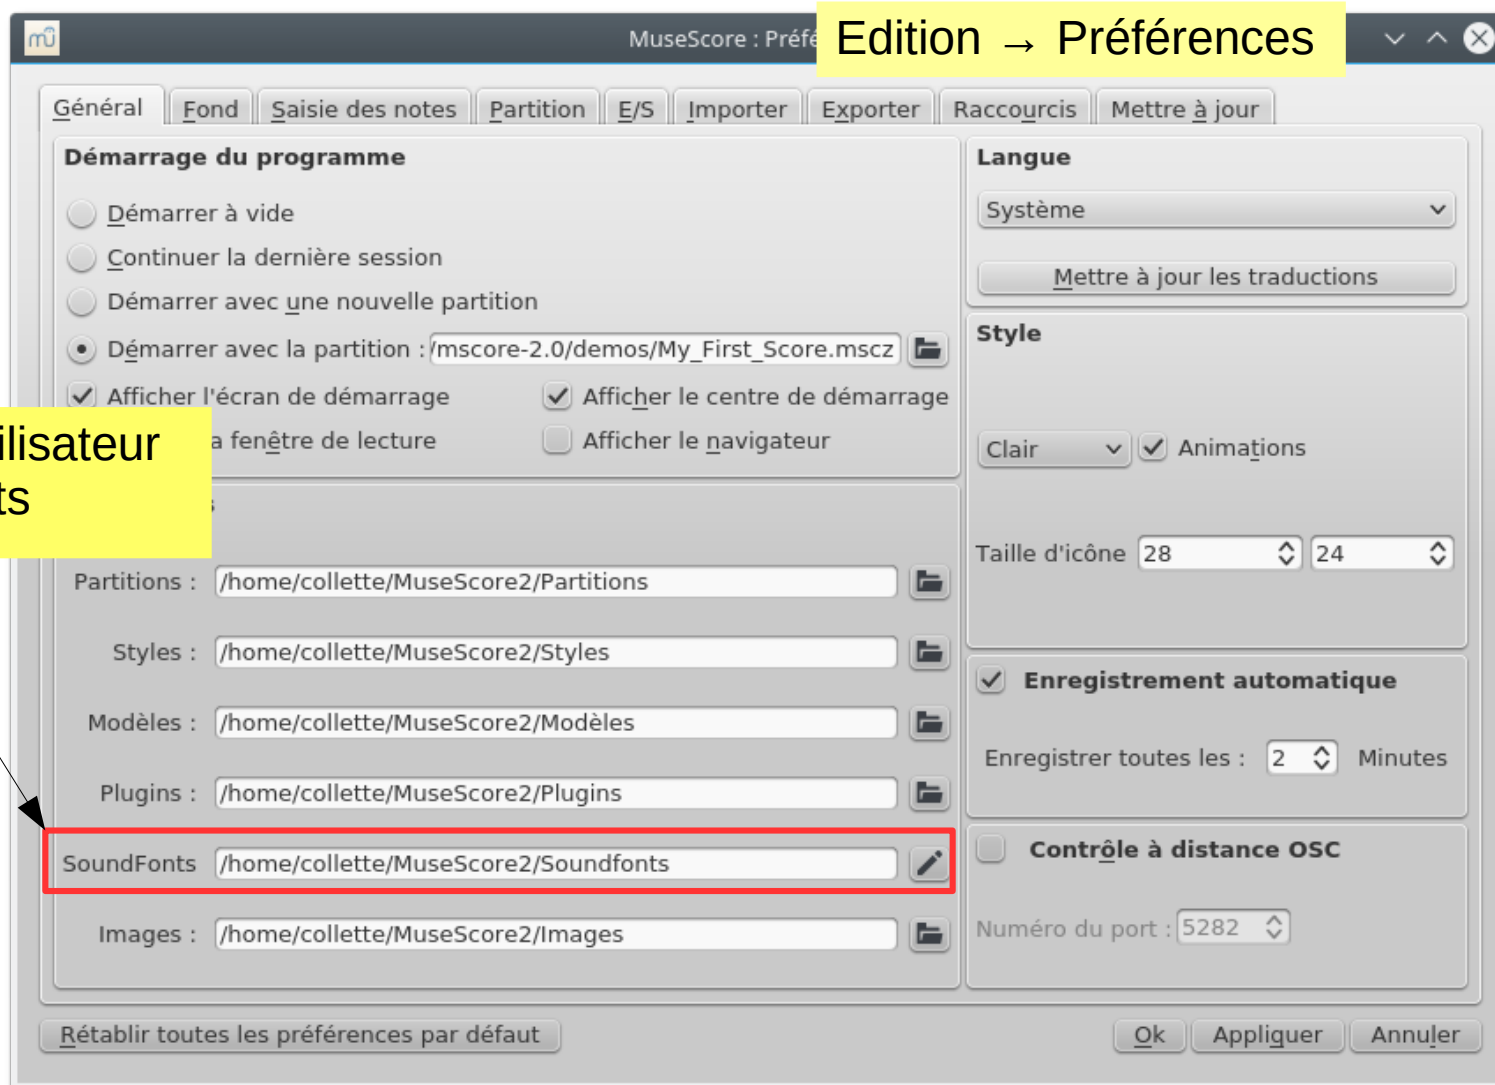 MuseScore : Préfé
Edition → Préférences
Général Fond Saisie des notes Partition E/S Importer Exporter Raccourcis Mettre à jour
Démarrage du programme
Démarrer à vide
Continuer la dernière session
Démarrer avec une nouvelle partition
Démarrer avec la partition : /mscore-2.0/demos/My_First_Score.mscz
Afficher l'écran de démarrage Afficher le centre de démarrage
a fenêtre de lecture Afficher le navigateur
ilisateur
ts
s
Partitions : /home/collette/MuseScore2/Partitions
Styles : /home/collette/MuseScore2/Styles
Modèles : /home/collette/MuseScore2/Modèles
Plugins : /home/collette/MuseScore2/Plugins
SoundFonts /home/collette/MuseScore2/Soundfonts
Images : /home/collette/MuseScore2/Images
Langue
Système
Mettre à jour les traductions
Style
Clair Animations
Taille d'icône 28 24
Enregistrement automatique
Enregistrer toutes les : 2 Minutes
Contrôle à distance OSC
Numéro du port : 5282
Rétablir toutes les préférences par défaut Ok Appliquer Annuler